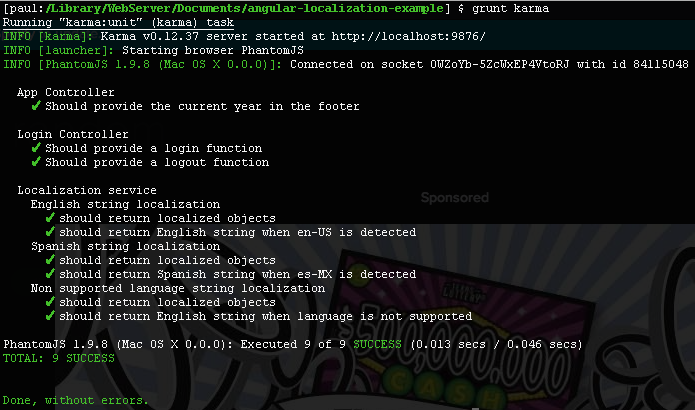 [paul:/Library/WebServer/Documents/angular-localization-example] $ grunt karma
Running "karma:unit" (karma) task
INFO [karma]: Karma v0.12.37 server started at http://localhost:9876/
INFO [launcher]: Starting browser PhantomJS
INFO [PhantomJS 1.9.8 (Mac OS X 0.0.0)]: Connected on socket OWZoYb-5ZcWxEP4VtoRJ with id 84115048
App Controller
✓ Should provide the current year in the footer
Login Controller
✓ Should provide a login function
✓ Should provide a logout function
Localization service
Sponsored
English string localization
✓ should return localized objects
✓ should return English string when en-US is detected
Spanish string localization
✓ should return localized objects
✓ should return Spanish string when es-MX is detected
Non supported language string localization
✓ should return localized objects
✓ should return English string when language is not supported
$500,000,000
CASH
PhantomJS 1.9.8 (Mac OS X 0.0.0): Executed 9 of 9 SUCCESS (0.013 secs / 0.046 secs)
TOTAL: 9 SUCCESS
Done, without errors.